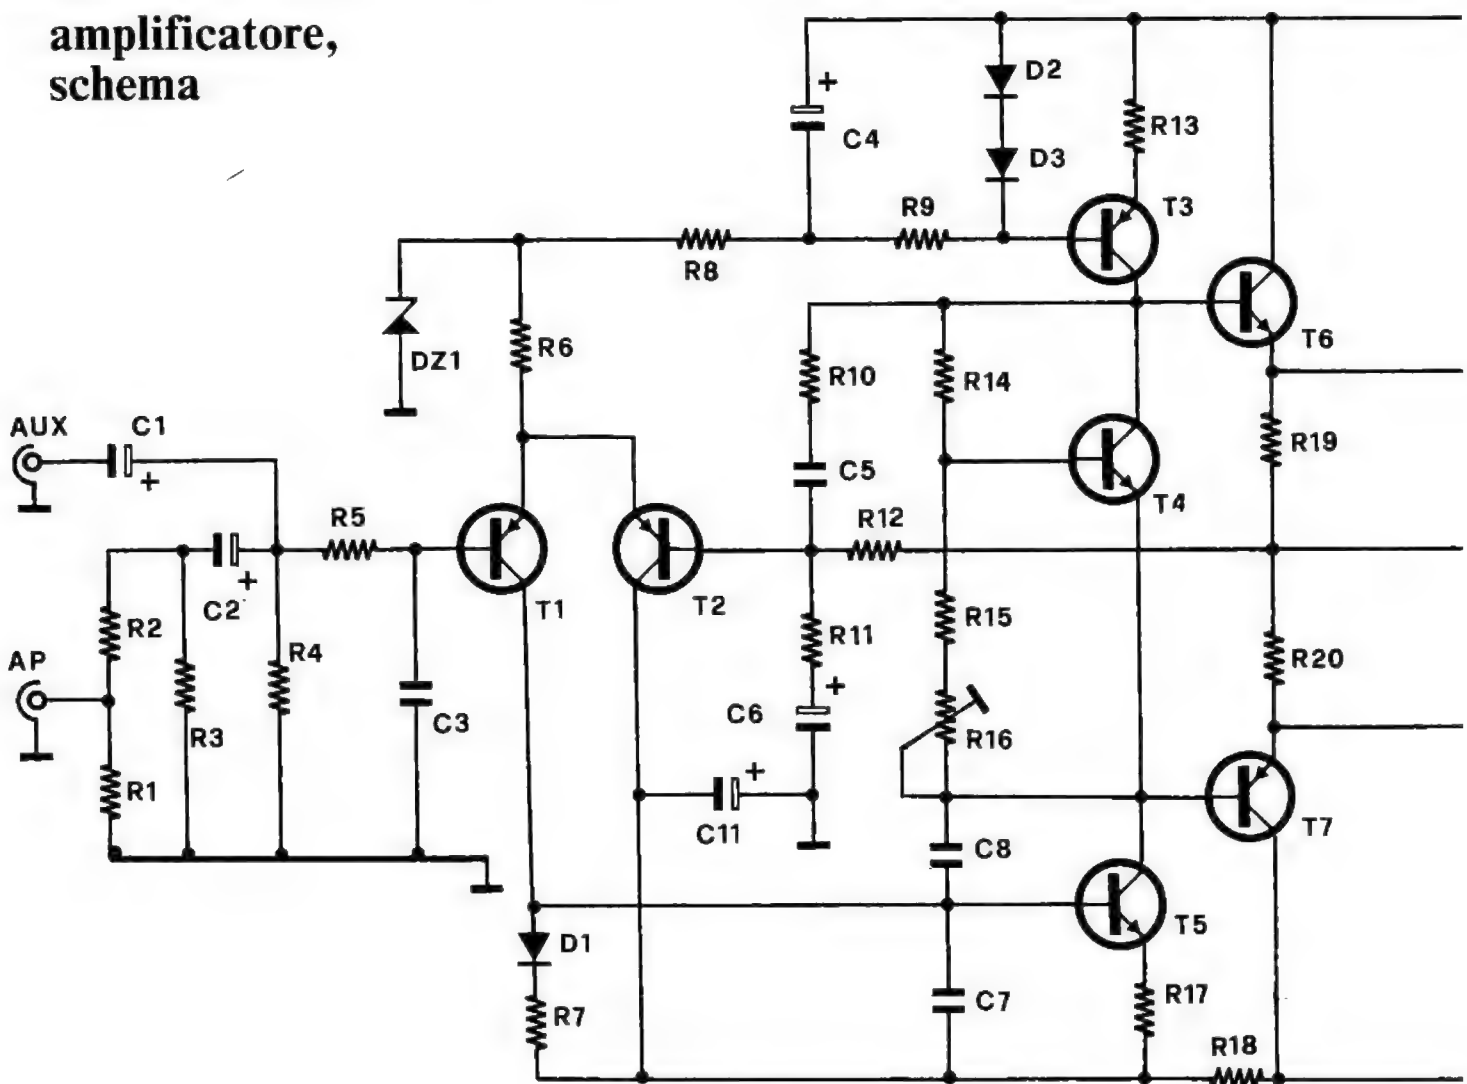 amplificatore,
schema
D2
C4
D3
R13
R9
T3
R8
DZ1
R6
T6
R10
R14
AUX
C1
+
+
R19
C5
T4
R5
R12
C2
+
T1
T2
R2
R11
R15
AP
R4
R20
R3
C3
C6
+
R16
R1
C11
+
T7
C8
D1
T5
R7
C7
R17
R18